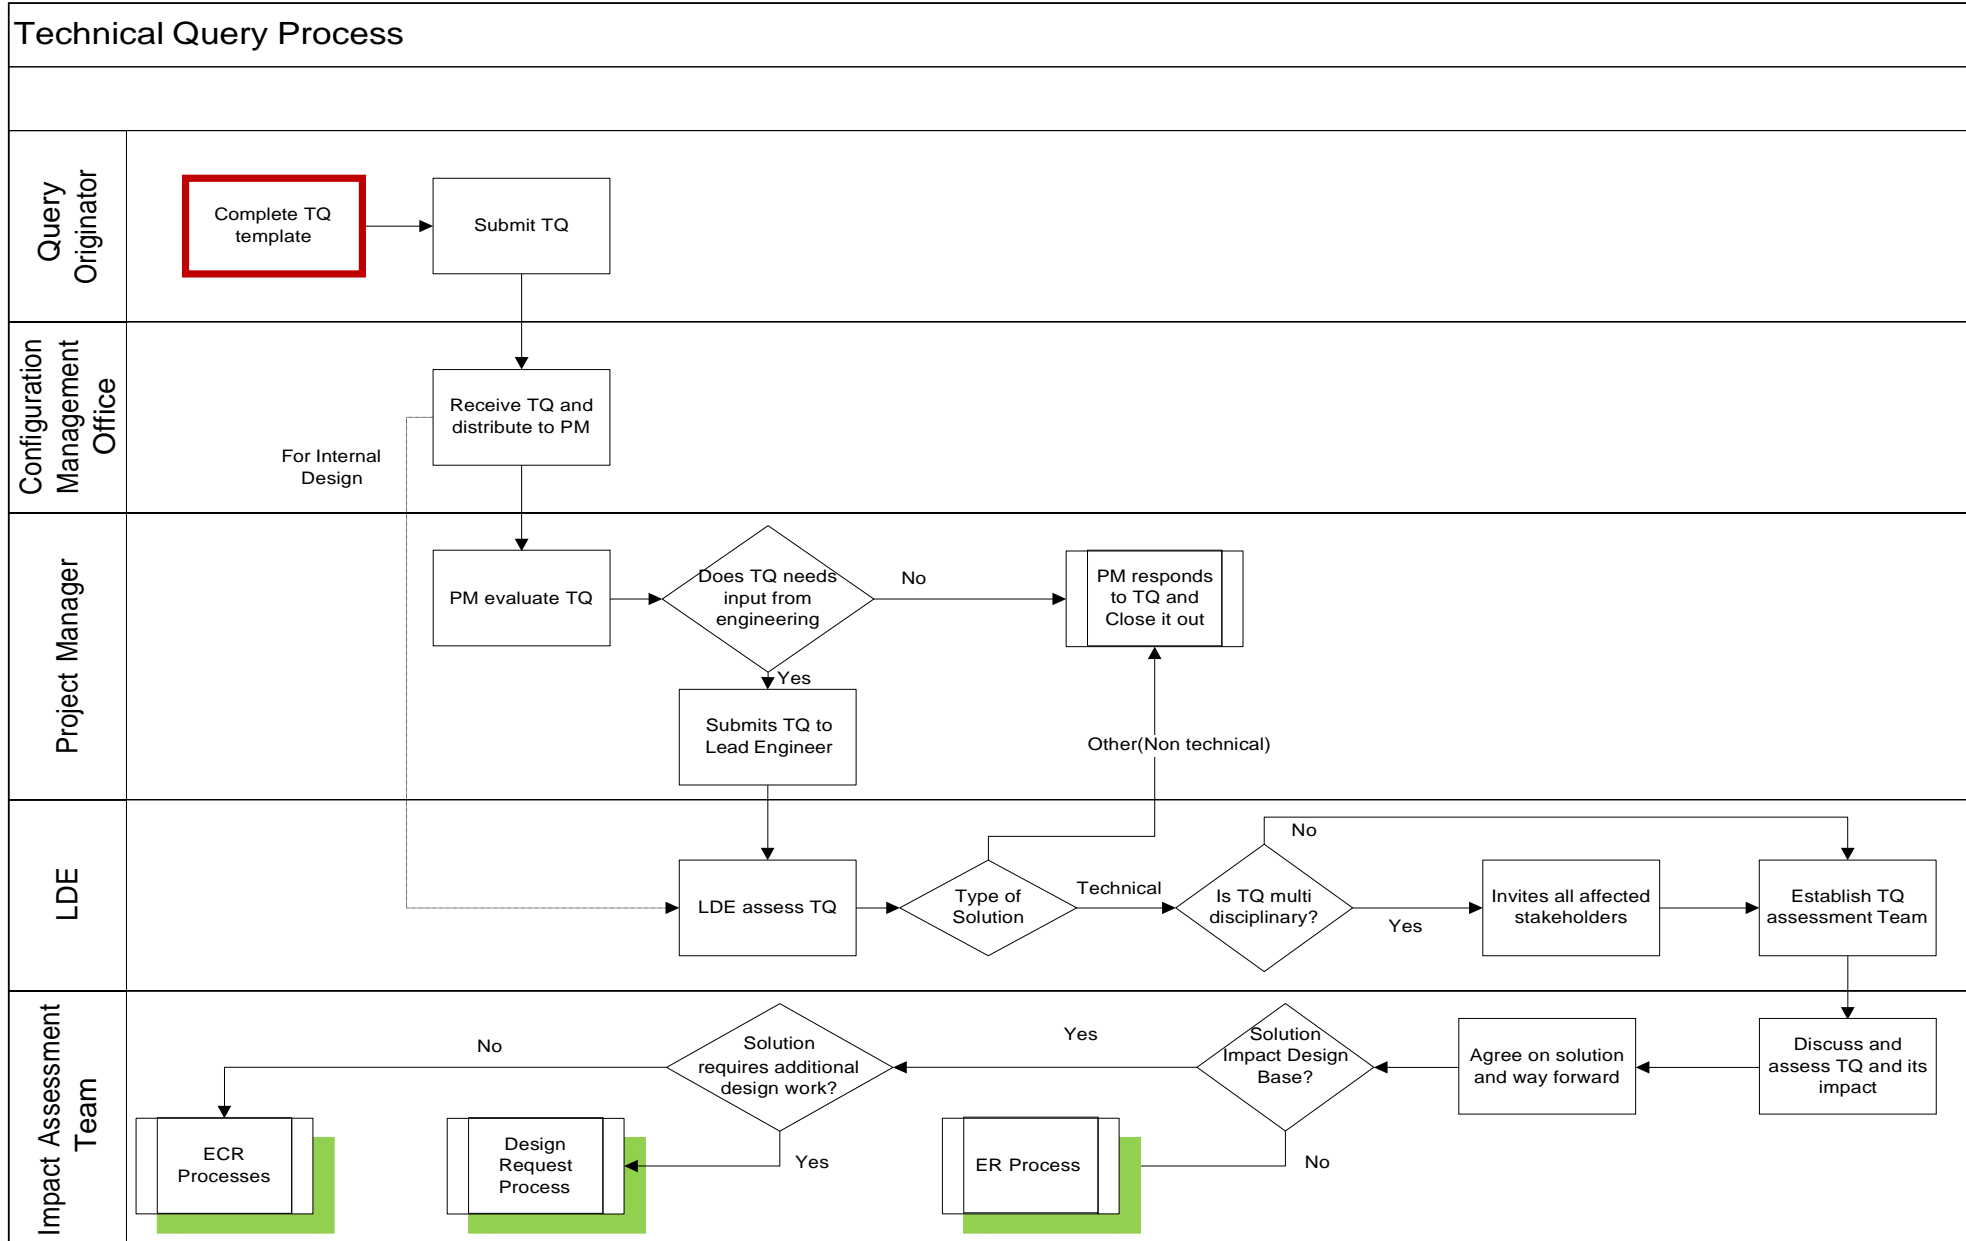 Technical Query Process
Query
Originator
Complete TQ
template
Submit TQ
Configuration
Management
Office
Receive TQ and
distribute to PM
For Internal
Design
Project Manager
PM evaluate TQ
Does TQ needs
input from
engineering
No
PM responds
to TQ and
Close it out
Yes
Submits TQ to
Lead Engineer
Other(Non technical)
LDE
LDE assess TQ
Type of
Solution
Technical
Is TQ multi
disciplinary?
No
Yes
Invites all affected
stakeholders
Establish TQ
assessment Team
Impact Assessment
Team
Discuss and
assess TQ and its
impact
Agree on solution
and way forward
Solution
Impact Design
Base?
Yes
No
Solution
requires additional
design work?
No
Yes
ECR
Processes
Design
Request
Process
ER Process